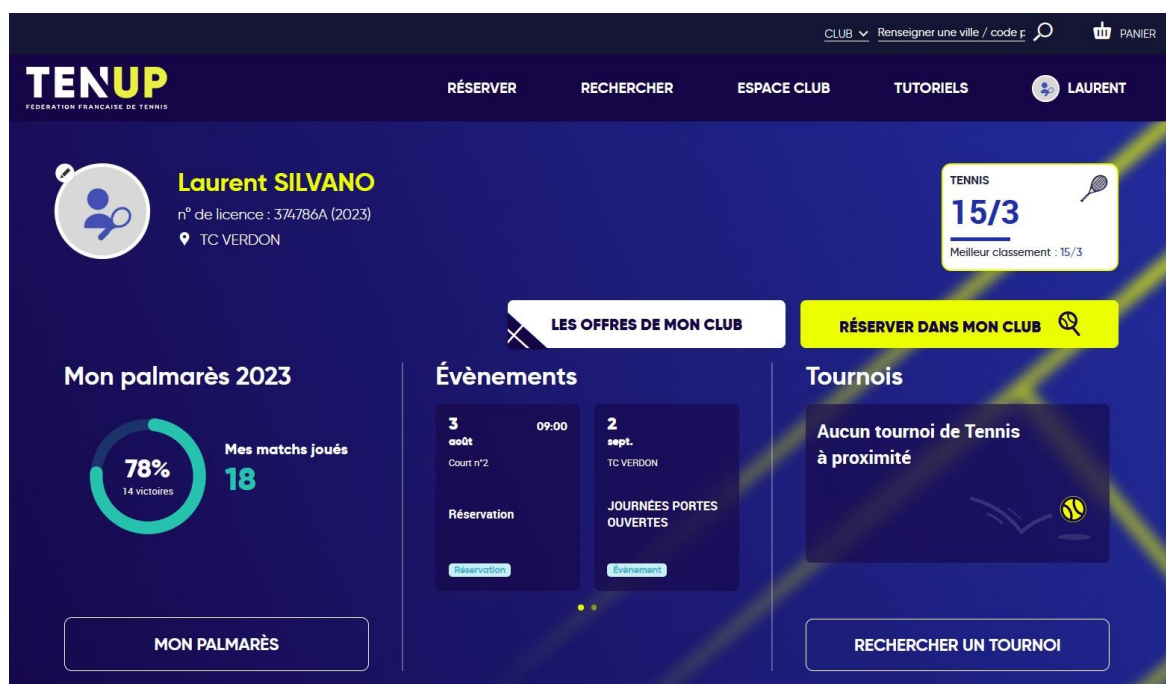 CLUB
Renseigner une ville / code p
PANIER
TENUP
FÉDÉRATION FRANÇAISE DE TENNIS
RÉSERVER
RECHERCHER
ESPACE CLUB
TUTORIELS
LAURENT
Laurent SILVANO
n° de licence : 374786A (2023)
TC VERDON
TENNIS
15/3
Meilleur classement : 15/3
LES OFFRES DE MON CLUB
RÉSERVER DANS MON CLUB
Mon palmarès 2023
78%
14 victoires
Mes matchs joués
18
MON PALMARÈS
Évènements
3
août
09:00
Court n°2
Réservation
Réservation
2
sept.
TC VERDON
JOURNÉES PORTES
OUVERTES
Évènement
Tournois
Aucun tournoi de Tennis
à proximité
RECHERCHER UN TOURNOI